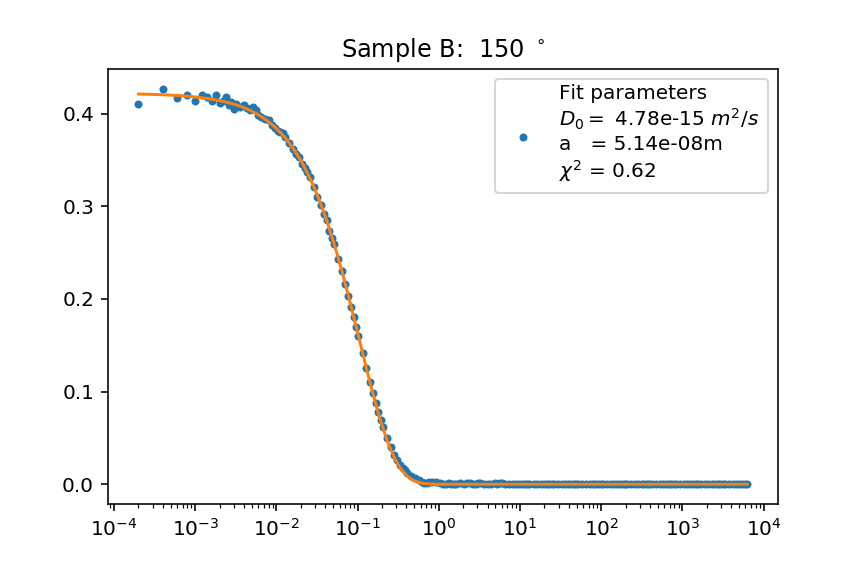 Sample B:  150 °
Fit parameters
D₀ = 4.78e-15 m²/s
a   = 5.14e-08m
χ² = 0.62
0.4
0.3
0.2
0.1
0.0
10⁻⁴ 10⁻³ 10⁻² 10⁻¹ 10⁰ 10¹ 10² 10³ 10⁴